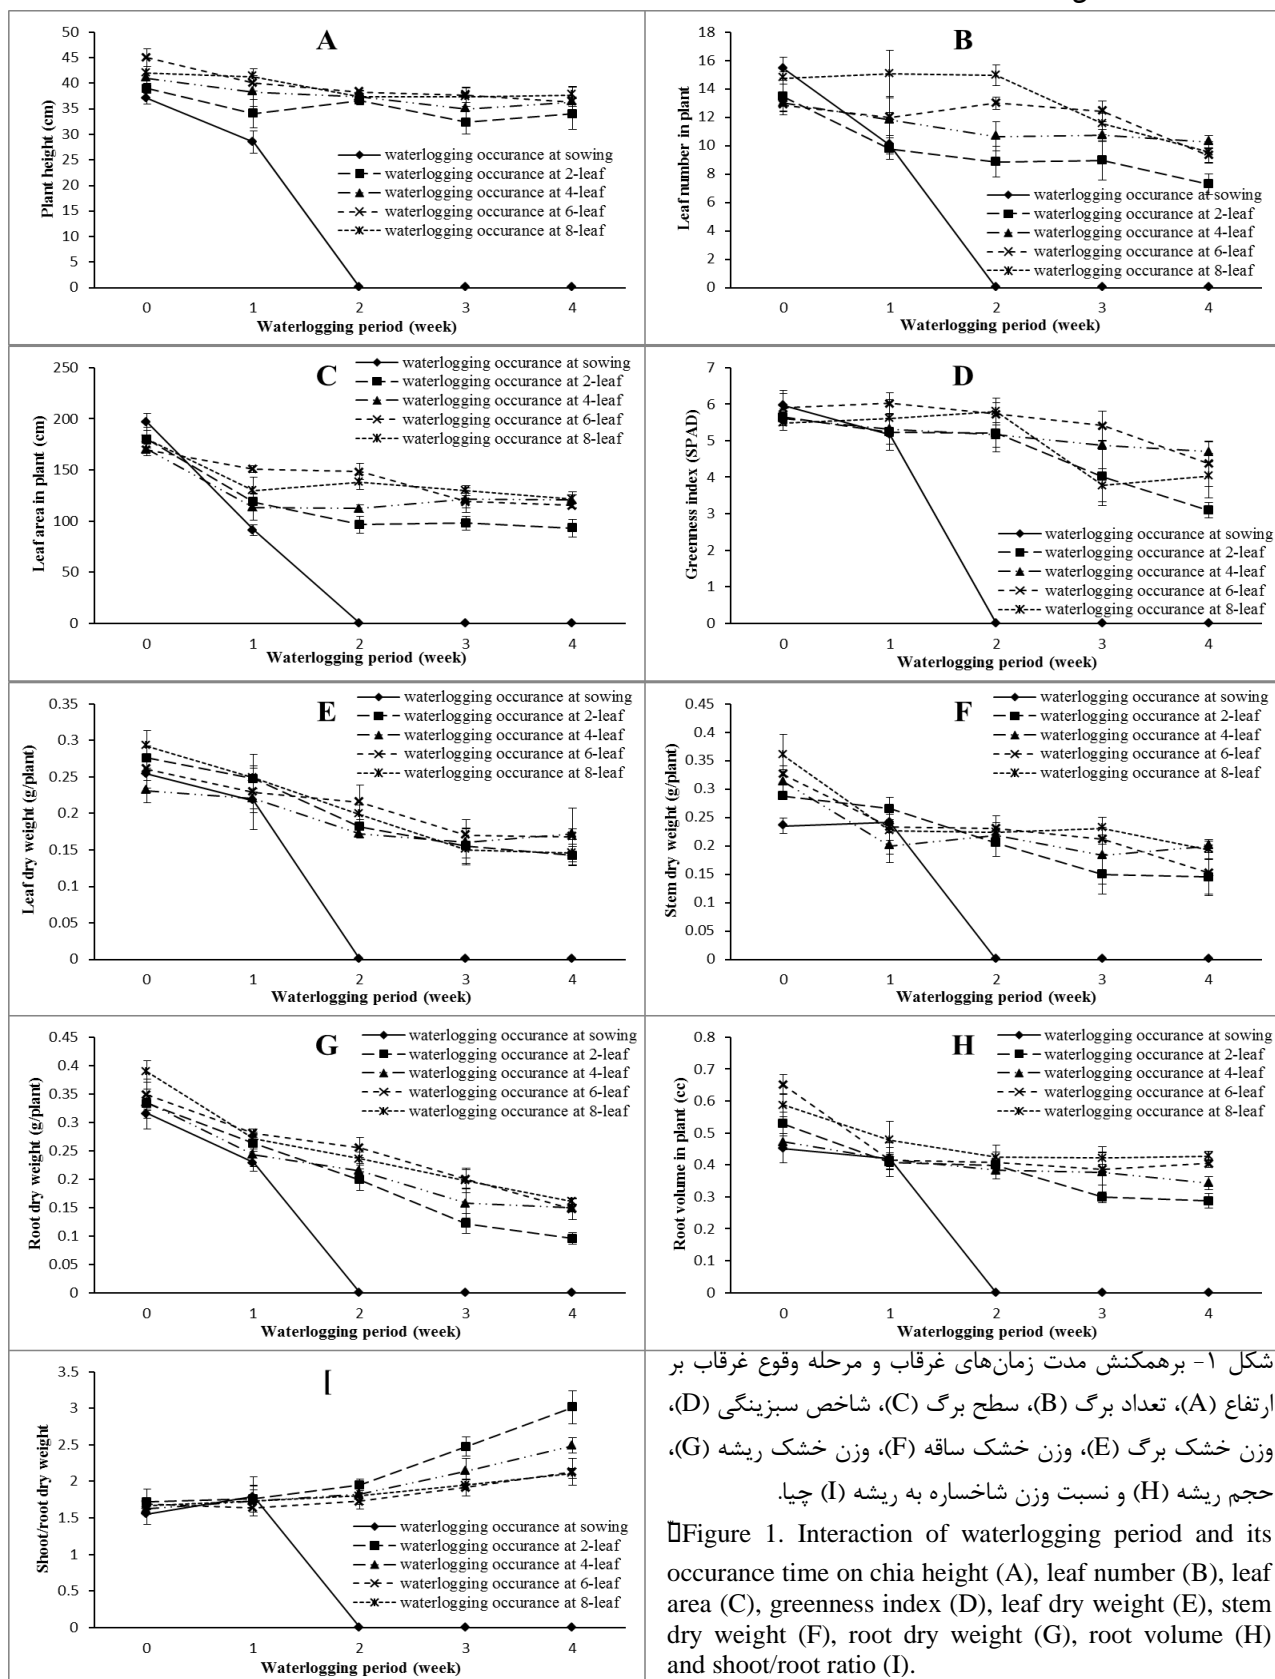 A
Plant height (cm)
50
45
40
35
30
25
20
15
10
5
0
0 1 2 3 4
Waterlogging period (week)
waterlogging occurance at sowing
waterlogging occurance at 2-leaf
waterlogging occurance at 4-leaf
waterlogging occurance at 6-leaf
waterlogging occurance at 8-leaf
B
Leaf number in plant
18
16
14
12
10
8
6
4
2
0
0 1 2 3 4
Waterlogging period (week)
waterlogging occurance at sowing
waterlogging occurance at 2-leaf
waterlogging occurance at 4-leaf
waterlogging occurance at 6-leaf
waterlogging occurance at 8-leaf
C
Leaf area in plant (cm)
250
200
150
100
50
0
0 1 2 3 4
Waterlogging period (week)
waterlogging occurance at sowing
waterlogging occurance at 2-leaf
waterlogging occurance at 4-leaf
waterlogging occurance at 6-leaf
waterlogging occurance at 8-leaf
D
Greenness index (SPAD)
7
6
5
4
3
2
1
0
0 1 2 3 4
Waterlogging period (week)
waterlogging occurance at sowing
waterlogging occurance at 2-leaf
waterlogging occurance at 4-leaf
waterlogging occurance at 6-leaf
waterlogging occurance at 8-leaf
E
Leaf dry weight (g/plant)
0.35
0.3
0.25
0.2
0.15
0.1
0.05
0
0 1 2 3 4
Waterlogging period (week)
waterlogging occurance at sowing
waterlogging occurance at 2-leaf
waterlogging occurance at 4-leaf
waterlogging occurance at 6-leaf
waterlogging occurance at 8-leaf
F
Stem dry weight (g/plant)
0.45
0.4
0.35
0.3
0.25
0.2
0.15
0.1
0.05
0
0 1 2 3 4
Waterlogging period (week)
waterlogging occurance at sowing
waterlogging occurance at 2-leaf
waterlogging occurance at 4-leaf
waterlogging occurance at 6-leaf
waterlogging occurance at 8-leaf
G
Root dry weight (g/plant)
0.45
0.4
0.35
0.3
0.25
0.2
0.15
0.1
0.05
0
0 1 2 3 4
Waterlogging period (week)
waterlogging occurance at sowing
waterlogging occurance at 2-leaf
waterlogging occurance at 4-leaf
waterlogging occurance at 6-leaf
waterlogging occurance at 8-leaf
H
Root volume in plant (cc)
0.8
0.7
0.6
0.5
0.4
0.3
0.2
0.1
0
0 1 2 3 4
Waterlogging period (week)
waterlogging occurance at sowing
waterlogging occurance at 2-leaf
waterlogging occurance at 4-leaf
waterlogging occurance at 6-leaf
waterlogging occurance at 8-leaf
I
Shoot/root dry weight
3.5
3
2.5
2
1.5
1
0.5
0
0 1 2 3 4
Waterlogging period (week)
waterlogging occurance at sowing
waterlogging occurance at 2-leaf
waterlogging occurance at 4-leaf
waterlogging occurance at 6-leaf
waterlogging occurance at 8-leaf
شکل ۱- برهمکنش مدت زمان‌های غرقاب و مرحله وقوع غرقاب بر
ارتفاع (A)، تعداد برگ (B)، سطح برگ (C)، شاخص سبزینگی (D)،
وزن خشک برگ (E)، وزن خشک ساقه (F)، وزن خشک ریشه (G)،
حجم ریشه (H) و نسبت وزن شاخساره به ریشه (I) چیا.
Figure 1. Interaction of waterlogging period and its
occurance time on chia height (A), leaf number (B), leaf
area (C), greenness index (D), leaf dry weight (E), stem
dry weight (F), root dry weight (G), root volume (H)
and shoot/root ratio (I).